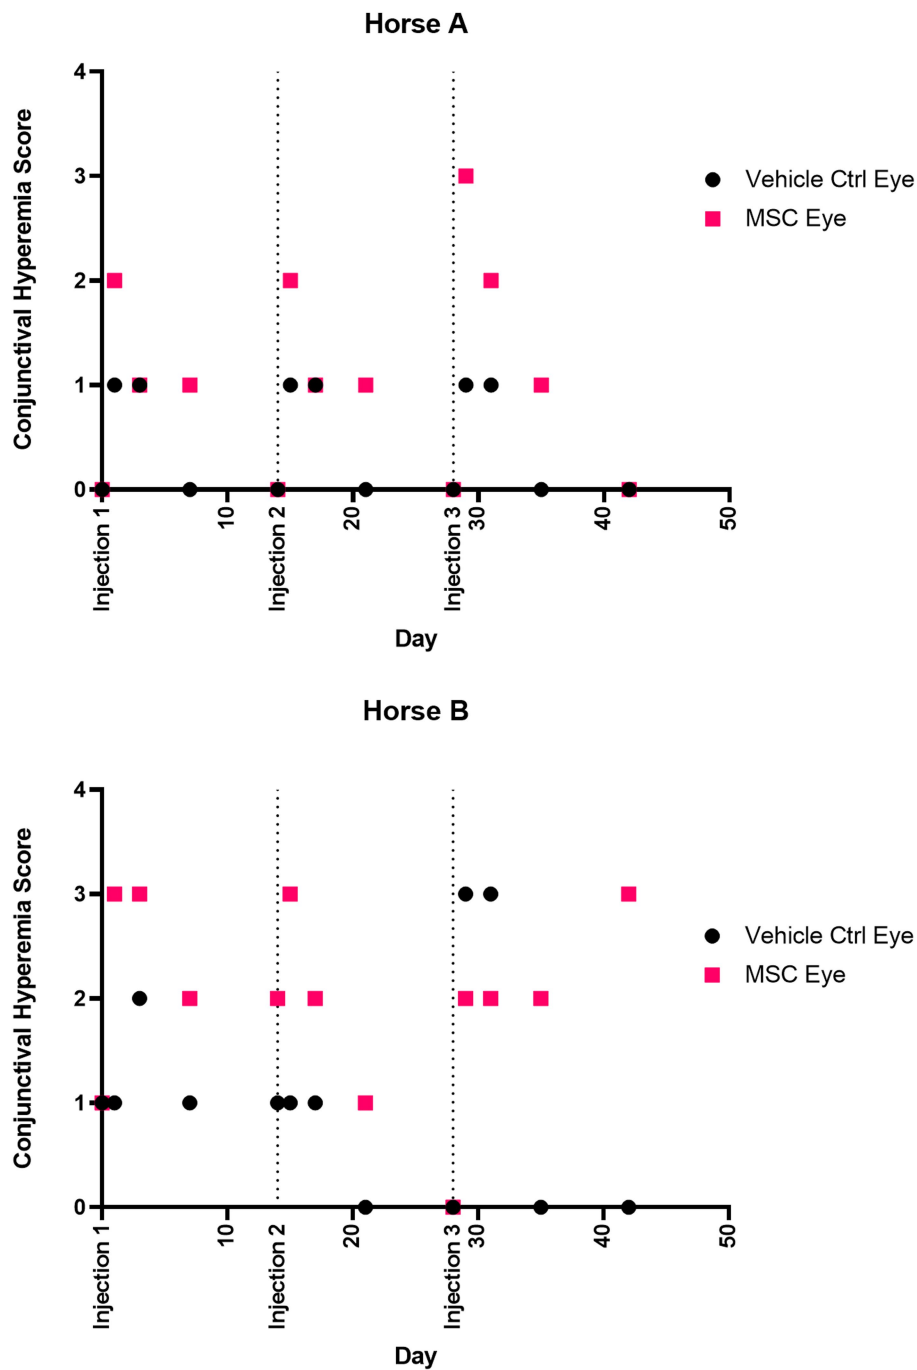 Horse A
Conjunctival Hyperemia Score
4
3
2
1
0
Injection 1
10
Injection 2
20
Injection 3
30
40
50
Day
Vehicle Ctrl Eye
MSC Eye
Horse B
Conjunctival Hyperemia Score
4
3
2
1
0
Injection 1
10
Injection 2
20
Injection 3
30
40
50
Day
Vehicle Ctrl Eye
MSC Eye